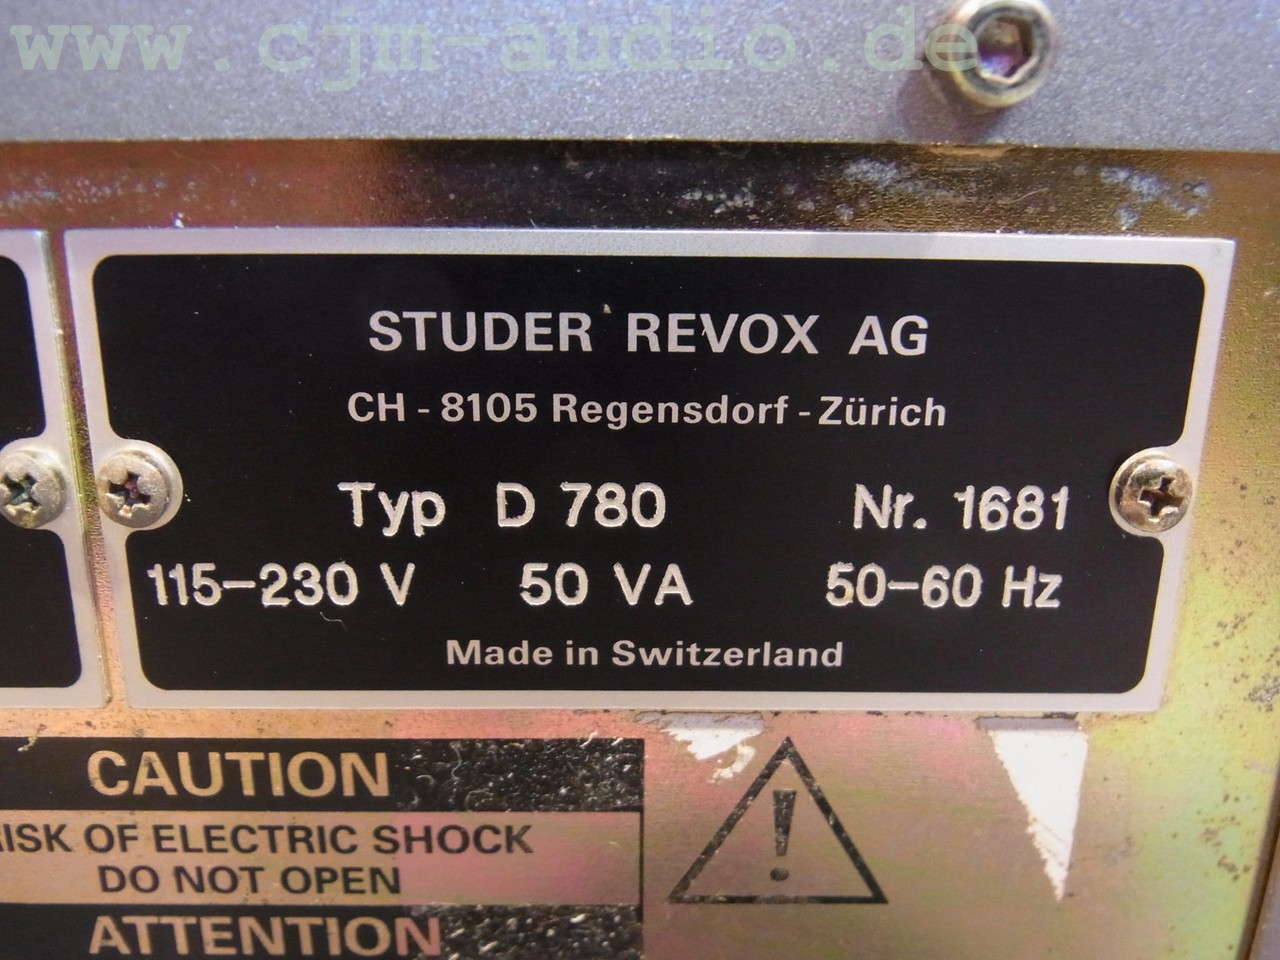 www.cjm-audio.de
STUDER REVOX AG
CH - 8105 Regensdorf - Zürich
Typ D 780 Nr. 1681
115-230 V 50 VA 50-60 Hz
Made in Switzerland
CAUTION
RISK OF ELECTRIC SHOCK
DO NOT OPEN
ATTENTION